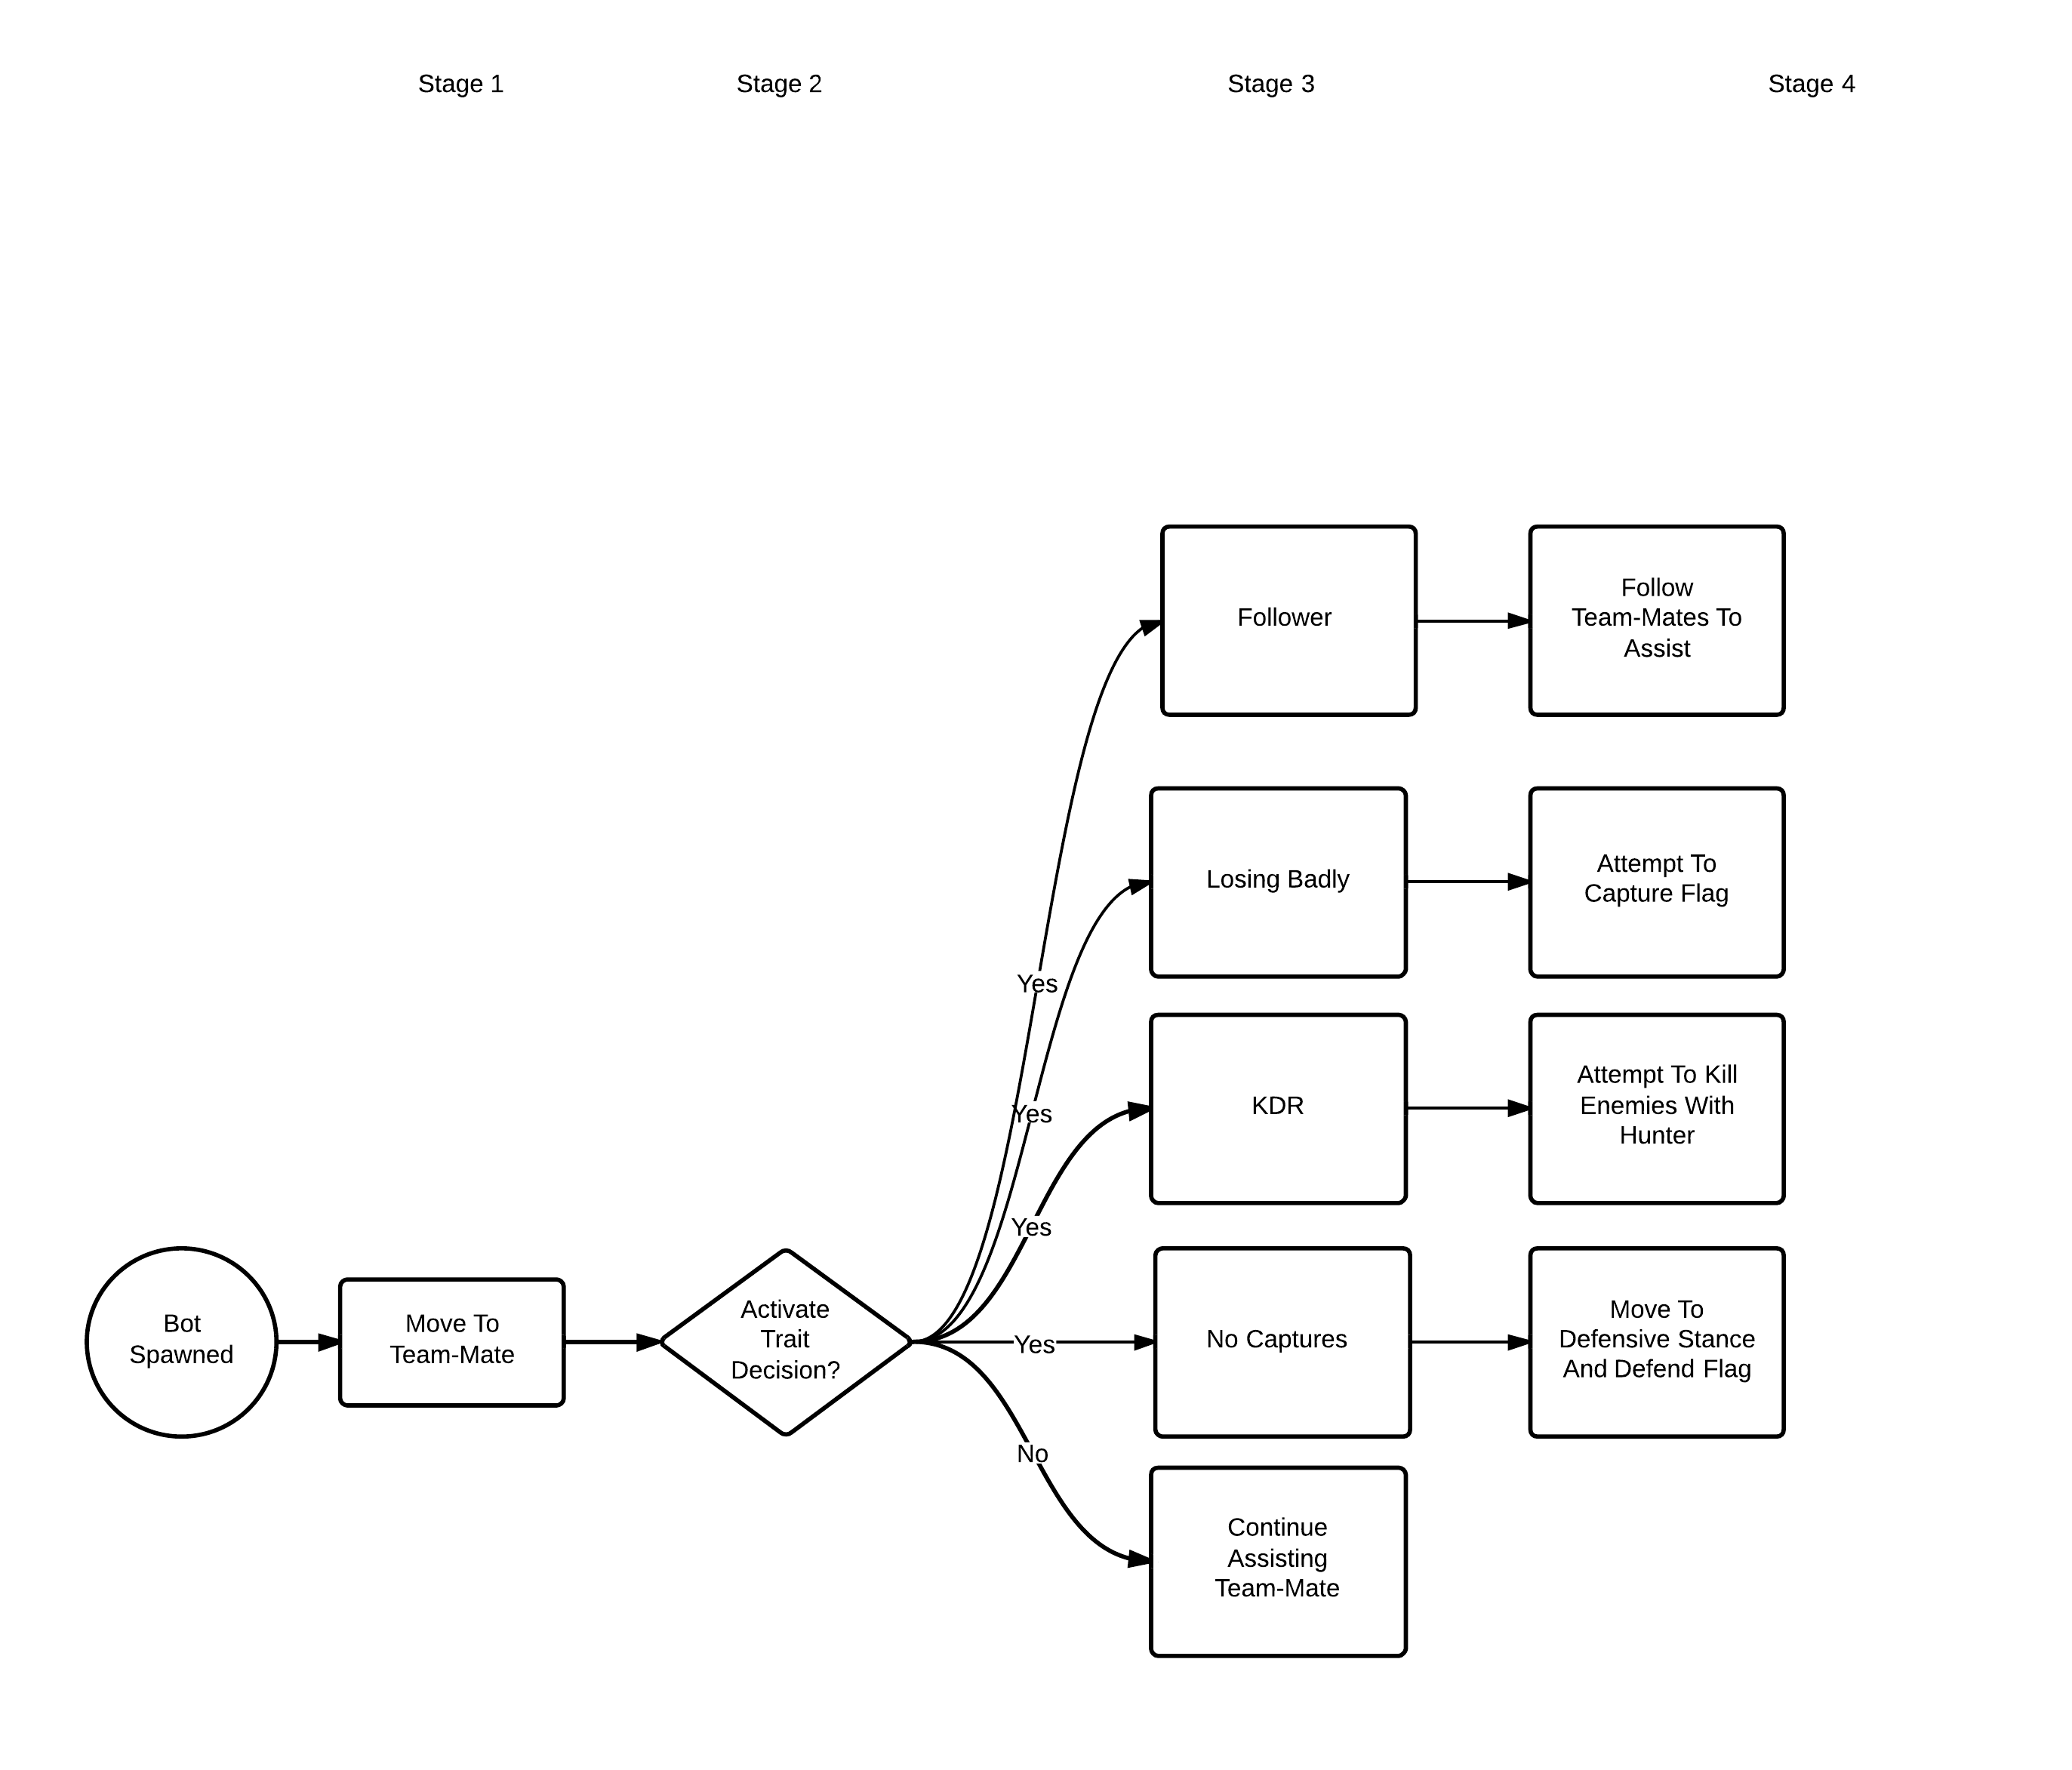 Stage 1
Stage 2
Stage 3
Stage 4
Follower
Follow
Team-Mates To
Assist
Yes
Losing Badly
Attempt To
Capture Flag
Yes
KDR
Attempt To Kill
Enemies With
Hunter
Yes
Bot
Spawned
Move To
Team-Mate
Activate
Trait
Decision?
Yes
No Captures
Move To
Defensive Stance
And Defend Flag
No
Continue
Assisting
Team-Mate